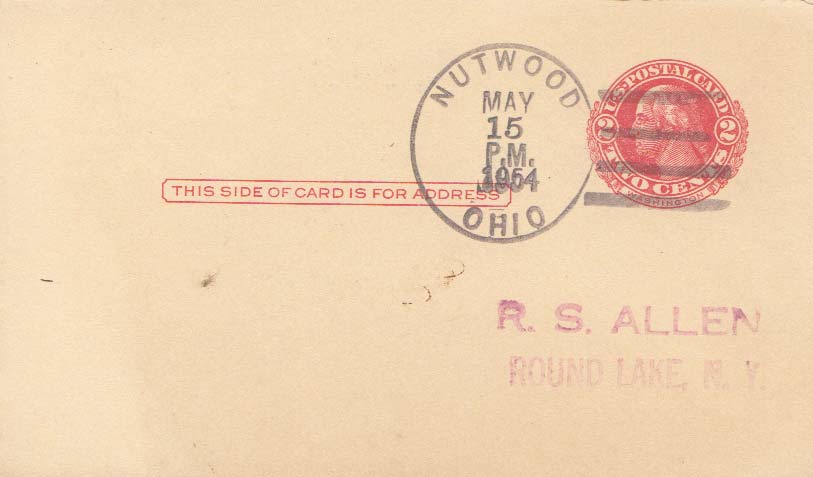 NUTWOOD
MAY
15
P.M.
1954
OHIO
U.S. POSTAL CARD
2 2
TWO CENTS
WASHINGTON
THIS SIDE OF CARD IS FOR ADDRESS
R. S. ALLEN
ROUND LAKE, N. Y.